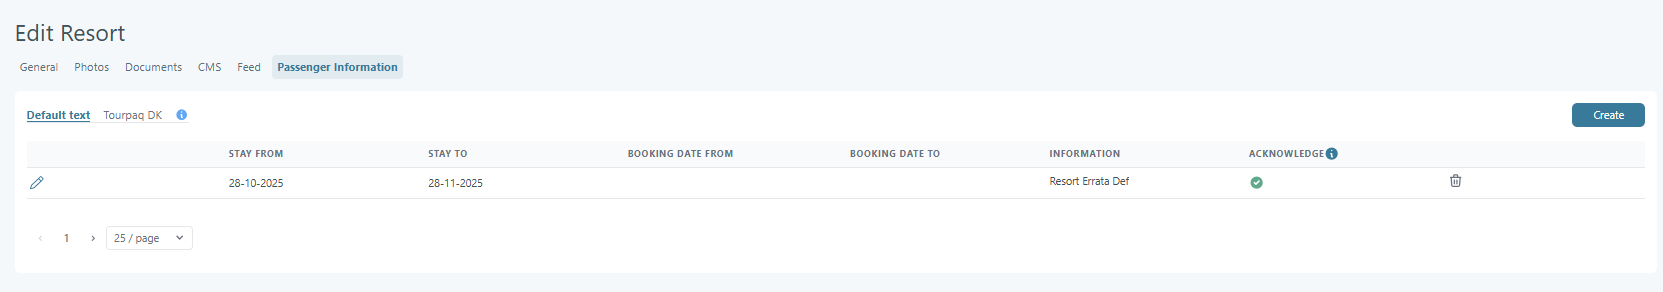 Edit Resort
General Photos Documents CMS Feed Passenger Information
Default text Tourpaq DK
Create
STAY FROM STAY TO BOOKING DATE FROM BOOKING DATE TO INFORMATION ACKNOWLEDGE
28-10-2025 28-11-2025 Resort Errata Def
1 25 / page